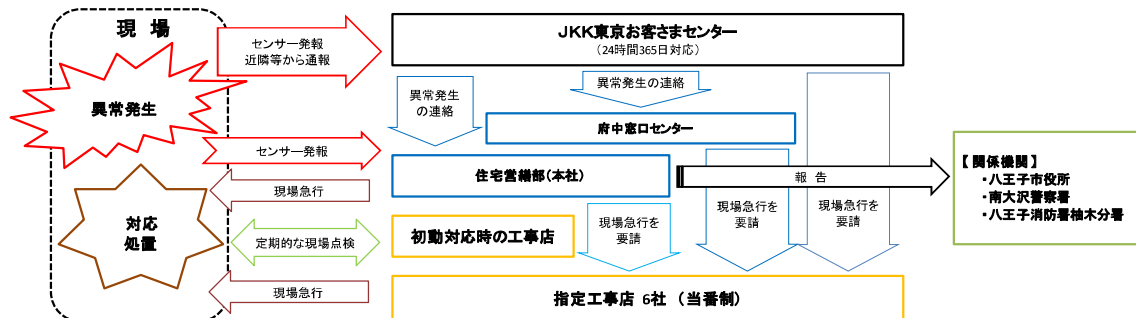 現 場
異常発生
対応
処置
センサー発報
近隣等から通報
センサー発報
現場急行
定期的な現場点検
現場急行
JKK東京お客さまセンター
(24時間365日対応)
異常発生
の連絡
異常発生の連絡
府中窓口センター
住宅営繕部(本社)
報 告
初動対応時の工事店
現場急行を
要請
現場急行を
要請
現場急行を
要請
指定工事店 6社 (当番制)
【関係機関】
・八王子市役所
・南大沢警察署
・八王子消防署柚木分署